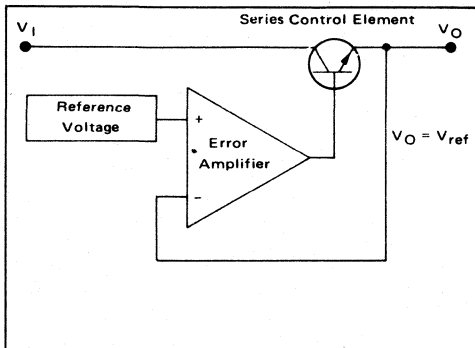 Series Control Element
V_I
V_O
Reference
Voltage
+
Error
Amplifier
−
V_O = V_ref